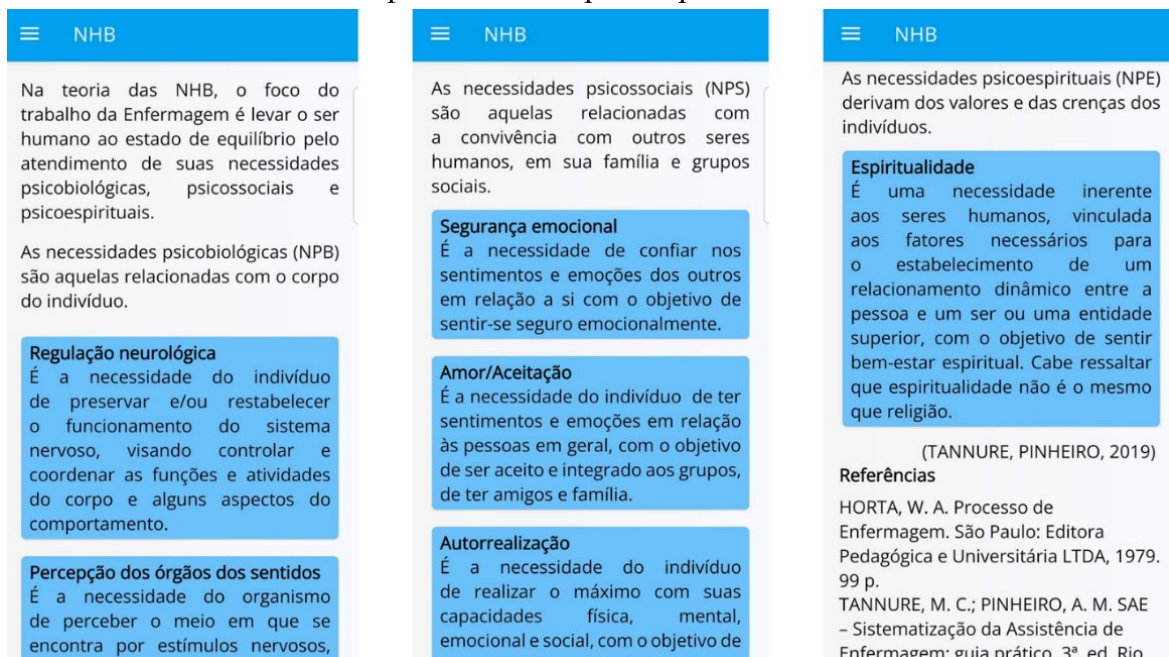 NHB
Na teoria das NHB, o foco do
trabalho da Enfermagem é levar o ser
humano ao estado de equilíbrio pelo
atendimento de suas necessidades
psicobiológicas, psicossociais e
psicoespirituais.
As necessidades psicobiológicas (NPB)
são aquelas relacionadas com o corpo
do indivíduo.
Regulação neurológica
É a necessidade do indivíduo
de preservar e/ou restabelecer
o funcionamento do sistema
nervoso, visando controlar e
coordenar as funções e atividades
do corpo e alguns aspectos do
comportamento.
Percepção dos órgãos dos sentidos
É a necessidade do organismo
de perceber o meio em que se
encontra por estímulos nervosos,
NHB
As necessidades psicossociais (NPS)
são aquelas relacionadas com
a convivência com outros seres
humanos, em sua família e grupos
sociais.
Segurança emocional
É a necessidade de confiar nos
sentimentos e emoções dos outros
em relação a si com o objetivo de
sentir-se seguro emocionalmente.
Amor/Aceitação
É a necessidade do indivíduo de ter
sentimentos e emoções em relação
às pessoas em geral, com o objetivo
de ser aceito e integrado aos grupos,
de ter amigos e família.
Autorrealização
É a necessidade do indivíduo
de realizar o máximo com suas
capacidades física, mental,
emocional e social, com o objetivo de
NHB
As necessidades psicoespirituais (NPE)
derivam dos valores e das crenças dos
indivíduos.
Espiritualidade
É uma necessidade inerente
aos seres humanos, vinculada
aos fatores necessários para
o estabelecimento de um
relacionamento dinâmico entre a
pessoa e um ser ou uma entidade
superior, com o objetivo de sentir
bem-estar espiritual. Cabe ressaltar
que espiritualidade não é o mesmo
que religião.
(TANNURE, PINHEIRO, 2019)
Referências
HORTA, W. A. Processo de
Enfermagem. São Paulo: Editora
Pedagógica e Universitária LTDA, 1979.
99 p.
TANNURE, M. C.; PINHEIRO, A. M. SAE
– Sistematização da Assistência de
Enfermagem: guia prático. 3ª. ed. Rio